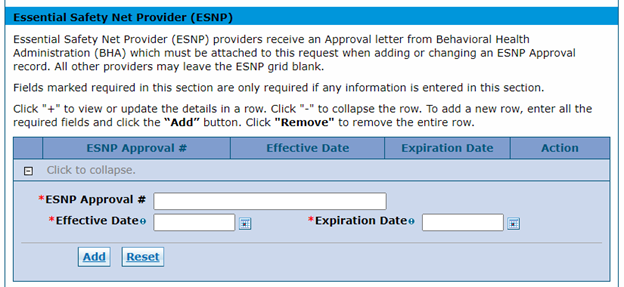 Essential Safety Net Provider (ESNP)
Essential Safety Net Provider (ESNP) providers receive an Approval letter from Behavioral Health
Administration (BHA) which must be attached to this request when adding or changing an ESNP Approval
record. All other providers may leave the ESNP grid blank.
Fields marked required in this section are only required if any information is entered in this section.
Click "+" to view or update the details in a row. Click "-" to collapse the row. To add a new row, enter all the
required fields and click the “Add” button. Click "Remove" to remove the entire row.
ESNP Approval # Effective Date Expiration Date Action
Click to collapse.
*ESNP Approval #
*Effective Date *Expiration Date
Add Reset